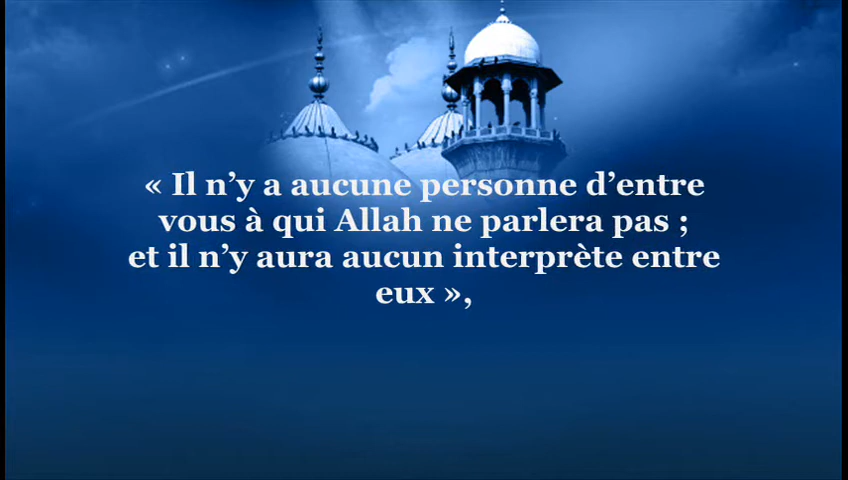 « Il n’y a aucune personne d’entre
vous à qui Allah ne parlera pas ;
et il n’y aura aucun interprète entre
eux »,